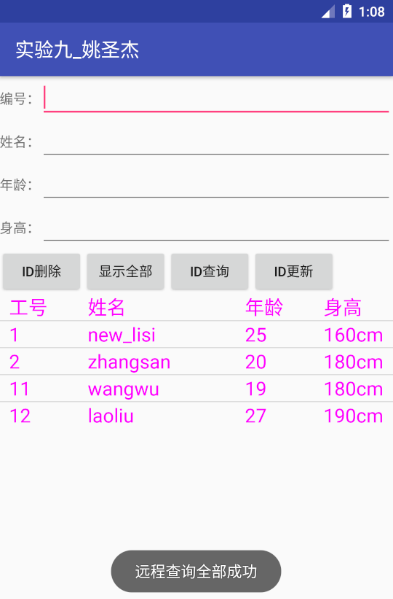 1:08
实验九_姚圣杰
编号：
姓名：
年龄：
身高：
ID删除 显示全部 ID查询 ID更新
工号 姓名 年龄 身高
1 new_lisi 25 160cm
2 zhangsan 20 180cm
11 wangwu 19 180cm
12 laoliu 27 190cm
远程查询全部成功